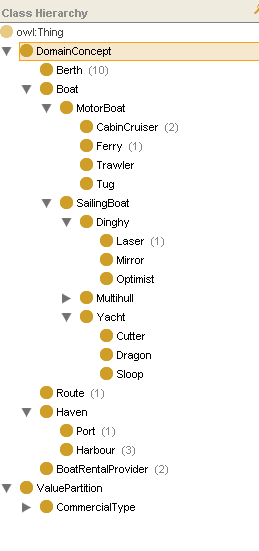 Class Hierarchy
owl:Thing
DomainConcept
Berth (10)
Boat
MotorBoat
CabinCruiser (2)
Ferry (1)
Trawler
Tug
SailingBoat
Dinghy
Laser (1)
Mirror
Optimist
Multihull
Yacht
Cutter
Dragon
Sloop
Route (1)
Haven
Port (1)
Harbour (3)
BoatRentalProvider (2)
ValuePartition
CommercialType